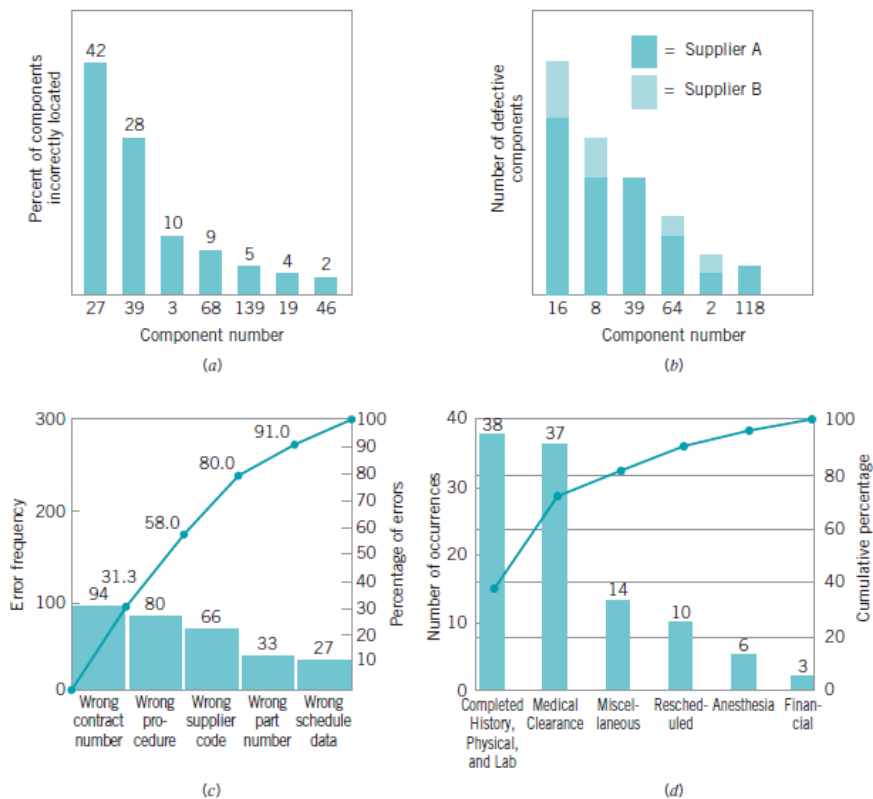 42
28
10
9
5
4
2
Percent of components
incorrectly located
27 39 3 68 139 19 46
Component number
(a)
= Supplier A
= Supplier B
Number of defective
components
16 8 39 64 2 118
Component number
(b)
300
200
100
0
Error frequency
94
80
66
33
27
31.3
58.0
80.0
91.0
100
90
80
70
60
50
40
30
20
10
Percentage of errors
Wrong
contract
number
Wrong
pro-
cedure
Wrong
supplier
code
Wrong
part
number
Wrong
schedule
data
(c)
40
30
20
10
0
Number of occurrences
38
37
14
10
6
3
100
80
60
40
20
0
Cumulative percentage
Completed
History,
Physical,
and Lab
Medical
Clearance
Miscel-
laneous
Resched-
uled
Anesthesia
Finan-
cial
(d)